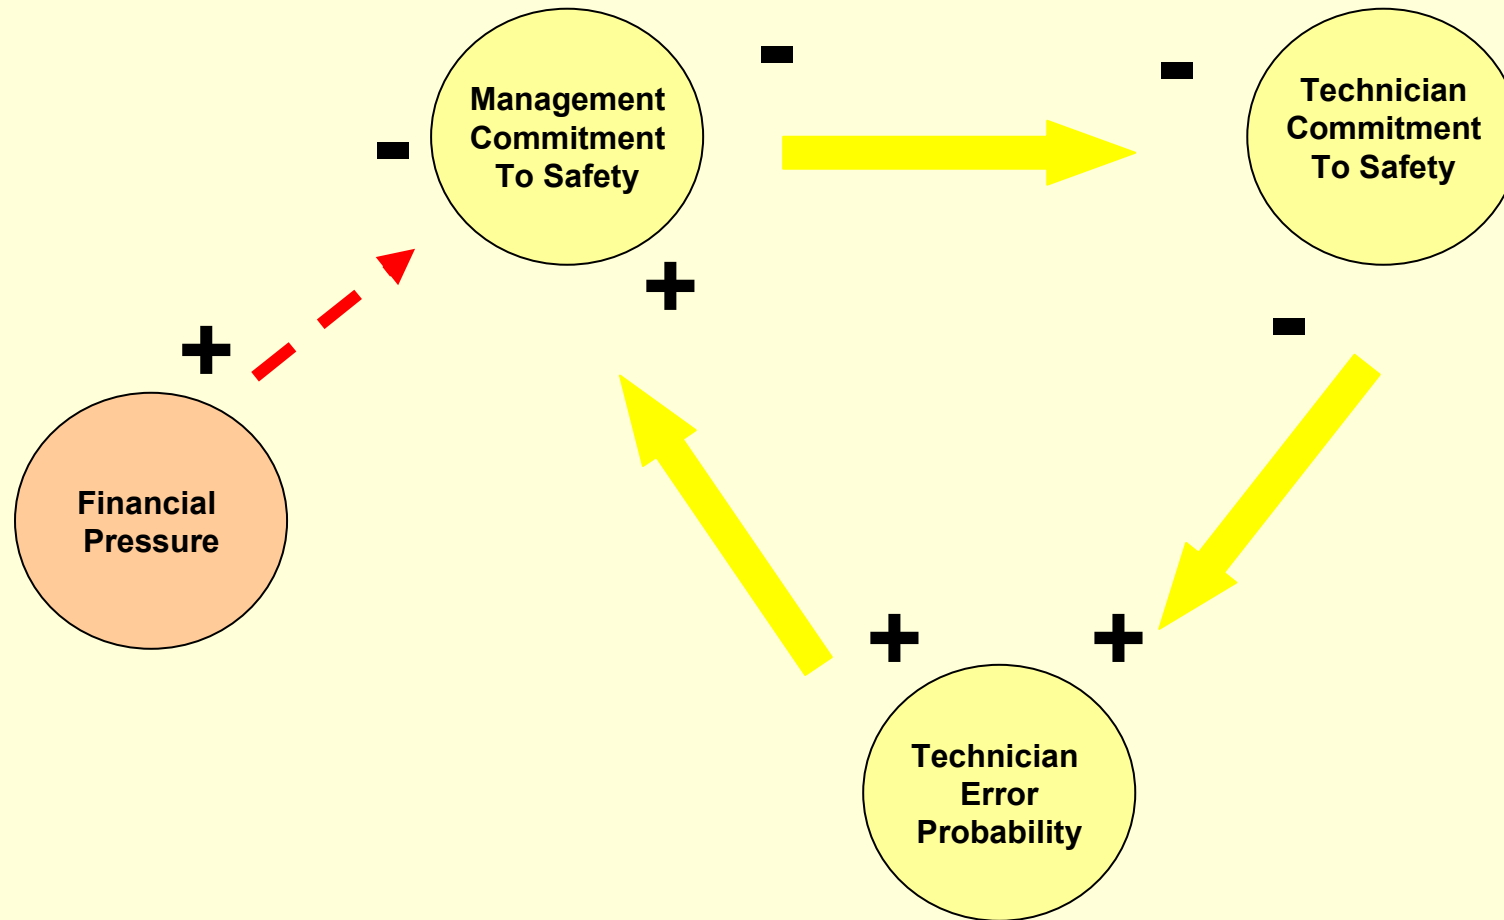 Management
Commitment
To Safety
-
-
-
Technician
Commitment
To Safety
+
+
-
Financial
Pressure
+
+
Technician
Error
Probability